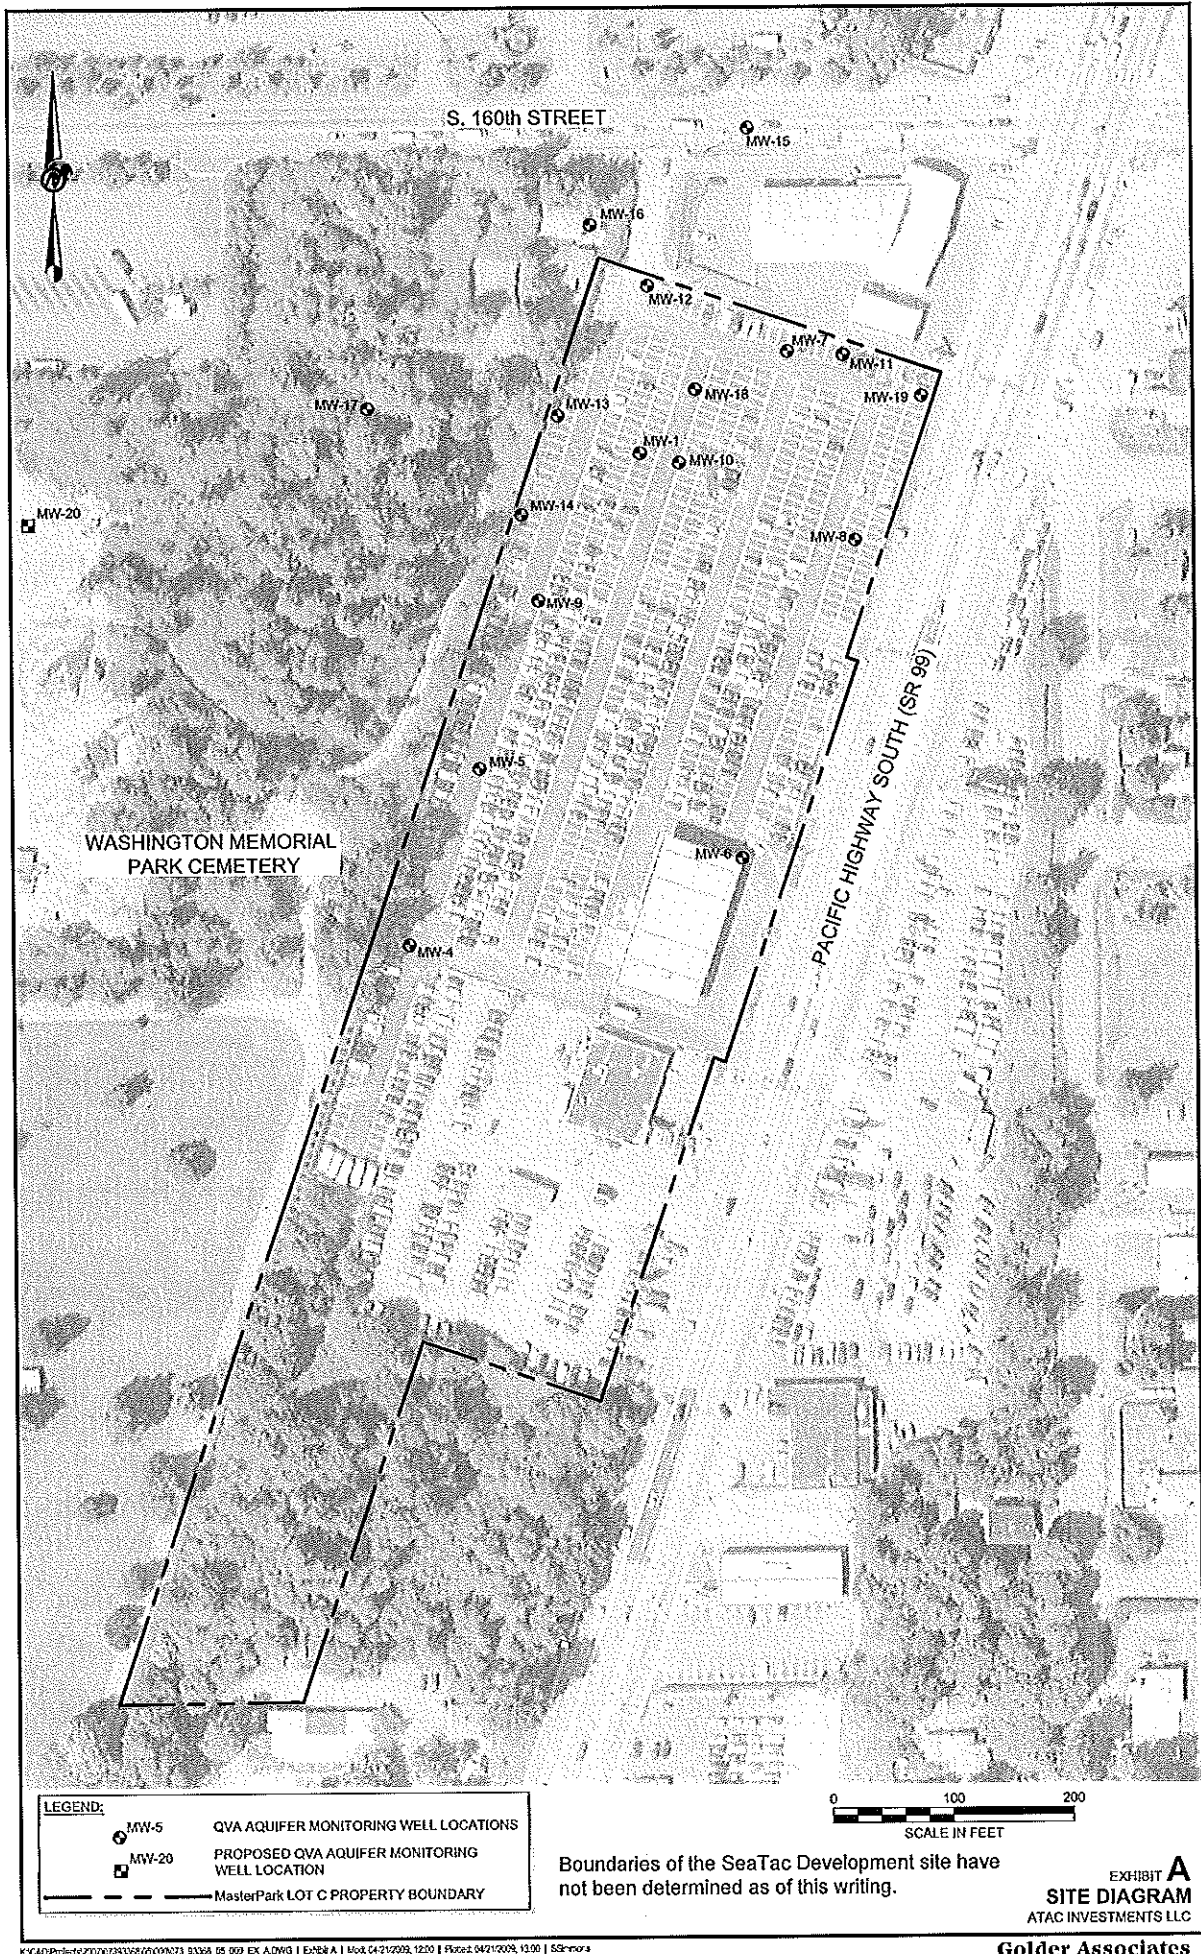 S. 160th STREET
MW-15
MW-16
MW-12
MW-7
MW-11
MW-18
MW-19
MW-17
MW-13
MW-1
MW-10
MW-20
MW-14
MW-8
MW-9
PACIFIC HIGHWAY SOUTH (SR 99)
MW-5
WASHINGTON MEMORIAL
PARK CEMETERY
MW-6
MW-4
LEGEND:
MW-5 QVA AQUIFER MONITORING WELL LOCATIONS
MW-20 PROPOSED QVA AQUIFER MONITORING
WELL LOCATION
MasterPark LOT C PROPERTY BOUNDARY
0 100 200
SCALE IN FEET
Boundaries of the SeaTac Development site have
not been determined as of this writing.
EXHIBIT A
SITE DIAGRAM
ATAC INVESTMENTS LLC
Golder Associates